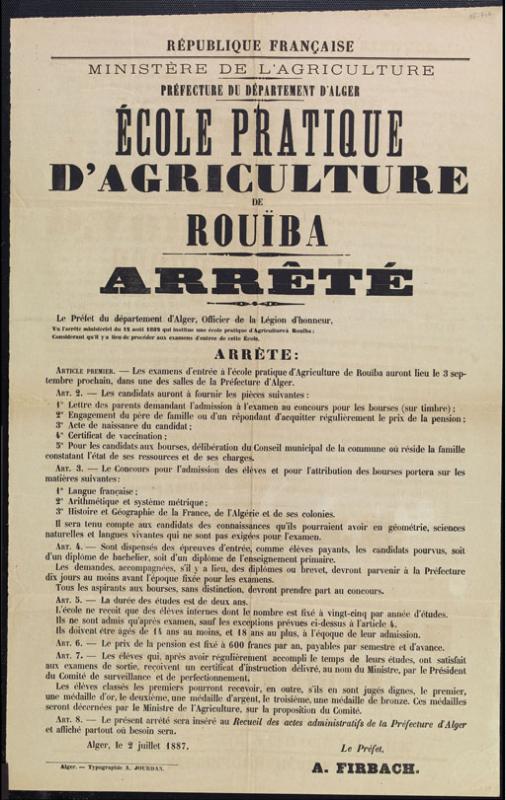 RÉPUBLIQUE FRANÇAISE
MINISTÈRE DE L'AGRICULTURE
PRÉFECTURE DU DÉPARTEMENT D'ALGER
ÉCOLE PRATIQUE
D'AGRICULTURE
DE
ROUÏBA
ARRÊTÉ
Le Préfet du département d'Alger, Officier de la Légion d'honneur,
Vu l'arrêté ministériel du 12 août 1882 qui institue une école pratique d'Agriculture à Rouïba;
Considérant qu'il y a lieu de procéder aux examens d'entrée de cette École,
ARRÊTE:
ARTICLE PREMIER. — Les examens d'entrée à l'école pratique d'Agriculture de Rouïba auront lieu le 3 sep-
tembre prochain, dans une des salles de la Préfecture d'Alger.
ART. 2. — Les candidats auront à fournir les pièces suivantes :
1° Lettre des parents demandant l'admission à l'examen au concours pour les bourses (sur timbre);
2° Engagement du père de famille ou d'un répondant d'acquitter régulièrement le prix de la pension;
3° Acte de naissance du candidat;
4° Certificat de vaccination;
5° Pour les candidats aux bourses, délibération du Conseil municipal de la commune où réside la famille
constatant l'état de ses ressources et de ses charges.
ART. 3. — Le Concours pour l'admission des élèves et pour l'attribution des bourses portera sur les
matières suivantes:
1° Langue française;
2° Arithmétique et système métrique;
3° Histoire et Géographie de la France, de l'Algérie et de ses colonies.
Il sera tenu compte aux candidats des connaissances qu'ils pourraient avoir en géométrie, sciences
naturelles et langues vivantes qui ne sont pas exigées pour l'examen.
ART. 4. — Sont dispensés des épreuves d'entrée, comme élèves payants, les candidats pourvus, soit
d'un diplome de bachelier, soit d'un diplome de l'enseignement primaire.
Les demandes, accompagnées, s'il y a lieu, des diplômes ou brevet, devront parvenir à la Préfecture
dix jours au moins avant l'époque fixée pour les examens.
Tous les aspirants aux bourses, sans distinction, devront prendre part au concours.
ART. 5. — La durée des études est de deux ans.
L'école ne reçoit que des élèves internes dont le nombre est fixé à vingt-cinq par année d'études.
Ils ne sont admis qu'après examen, sauf les exceptions prévues ci-dessus à l'article 4.
Ils doivent être âgés de 14 ans au moins, et 18 ans au plus, à l'éqoque de leur admission.
ART. 6. — Le prix de la pension est fixé à 600 francs par an, payables par semestre et d'avance.
ART. 7. — Les élèves qui, après avoir régulièrement accompli le temps de leurs études, ont satisfait
aux examens de sortie, recoivent un certificat d'instruction délivré, au nom du Ministre, par le Président
du Comité de surveillance et de perfectionnement.
Les élèves classés les premiers pourront recevoir, en outre, s'ils en sont jugés dignes, le premier,
une médaille d'or, le deuxième, une médaille d'argent, le troisième, une médaille de bronze. Ces médailles
seront décernées par le Ministre de l'Agriculture, sur la proposition du Comité.
ART. 8. — Le présent arrêté sera inséré au Recueil des actes administratifs de la Préfecture d'Alger
et affiché partout où besoin sera.
Alger, le 2 juillet 1887.
Le Préfet,
A. FIRBACH.
Alger. — Typographie A. JOURDAN.